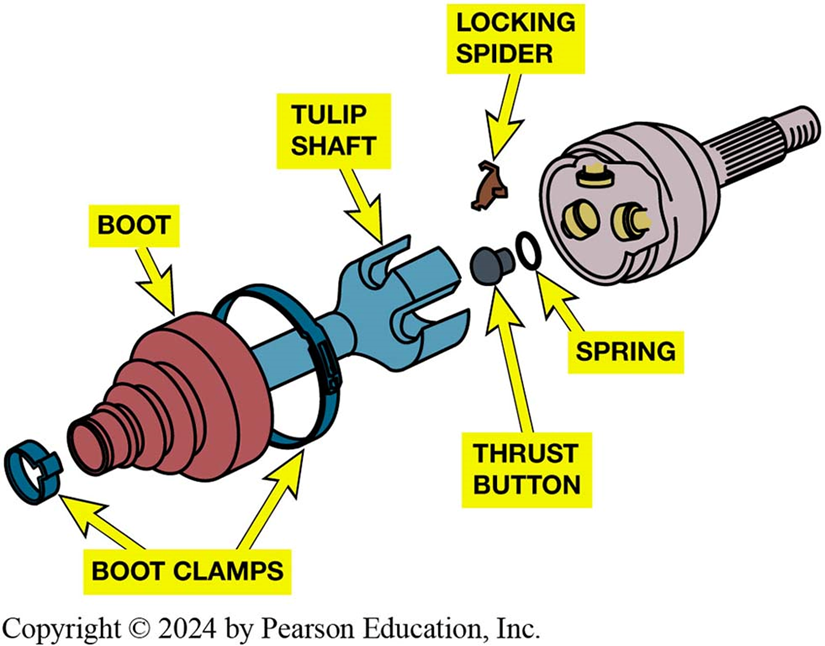 LOCKING
SPIDER
TULIP
SHAFT
BOOT
SPRING
THRUST
BUTTON
BOOT CLAMPS
Copyright © 2024 by Pearson Education, Inc.